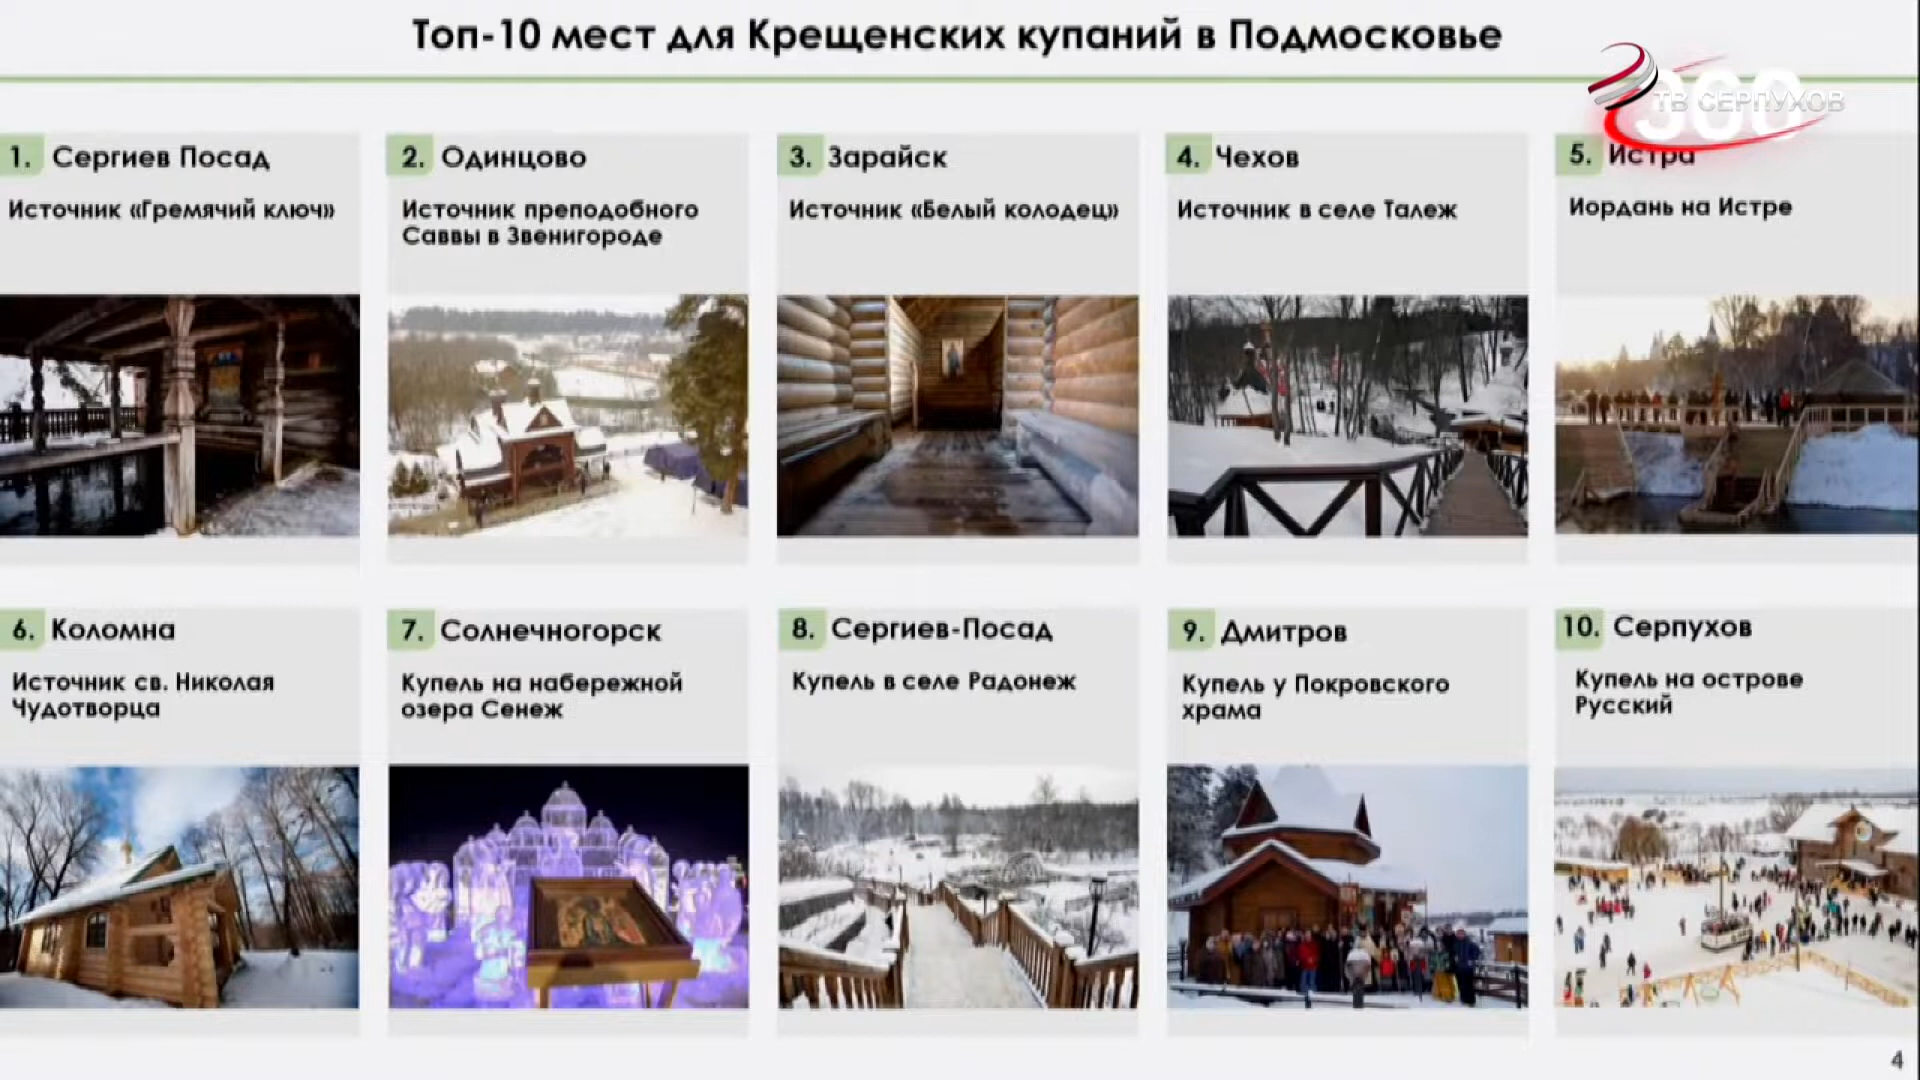 Топ-10 мест для Крещенских купаний в Подмосковье
360
ТВ СЕРПУХОВ
1. Сергиев Посад
Источник «Гремячий ключ»
2. Одинцово
Источник преподобного
Саввы в Звенигороде
3. Зарайск
Источник «Белый колодец»
4. Чехов
Источник в селе Талеж
5. Истра
Иордань на Истре
6. Коломна
Источник св. Николая
Чудотворца
7. Солнечногорск
Купель на набережной
озера Сенеж
8. Сергиев-Посад
Купель в селе Радонеж
9. Дмитров
Купель у Покровского
храма
10. Серпухов
Купель на острове
Русский
4